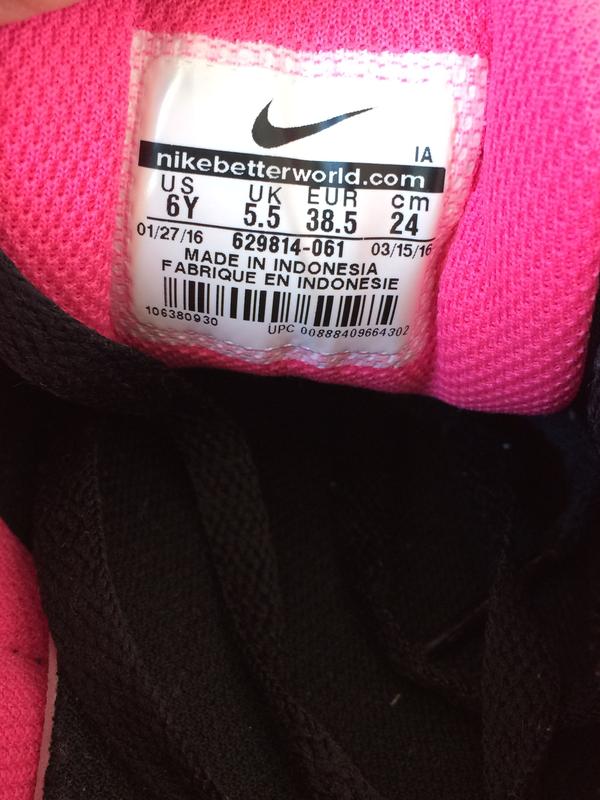 IA
nikebetterworld.com
US UK EUR cm
6Y 5.5 38.5 24
01/27/16 629814-061 03/15/16
MADE IN INDONESIA
FABRIQUE EN INDONESIE
106380930 UPC 00888409664302